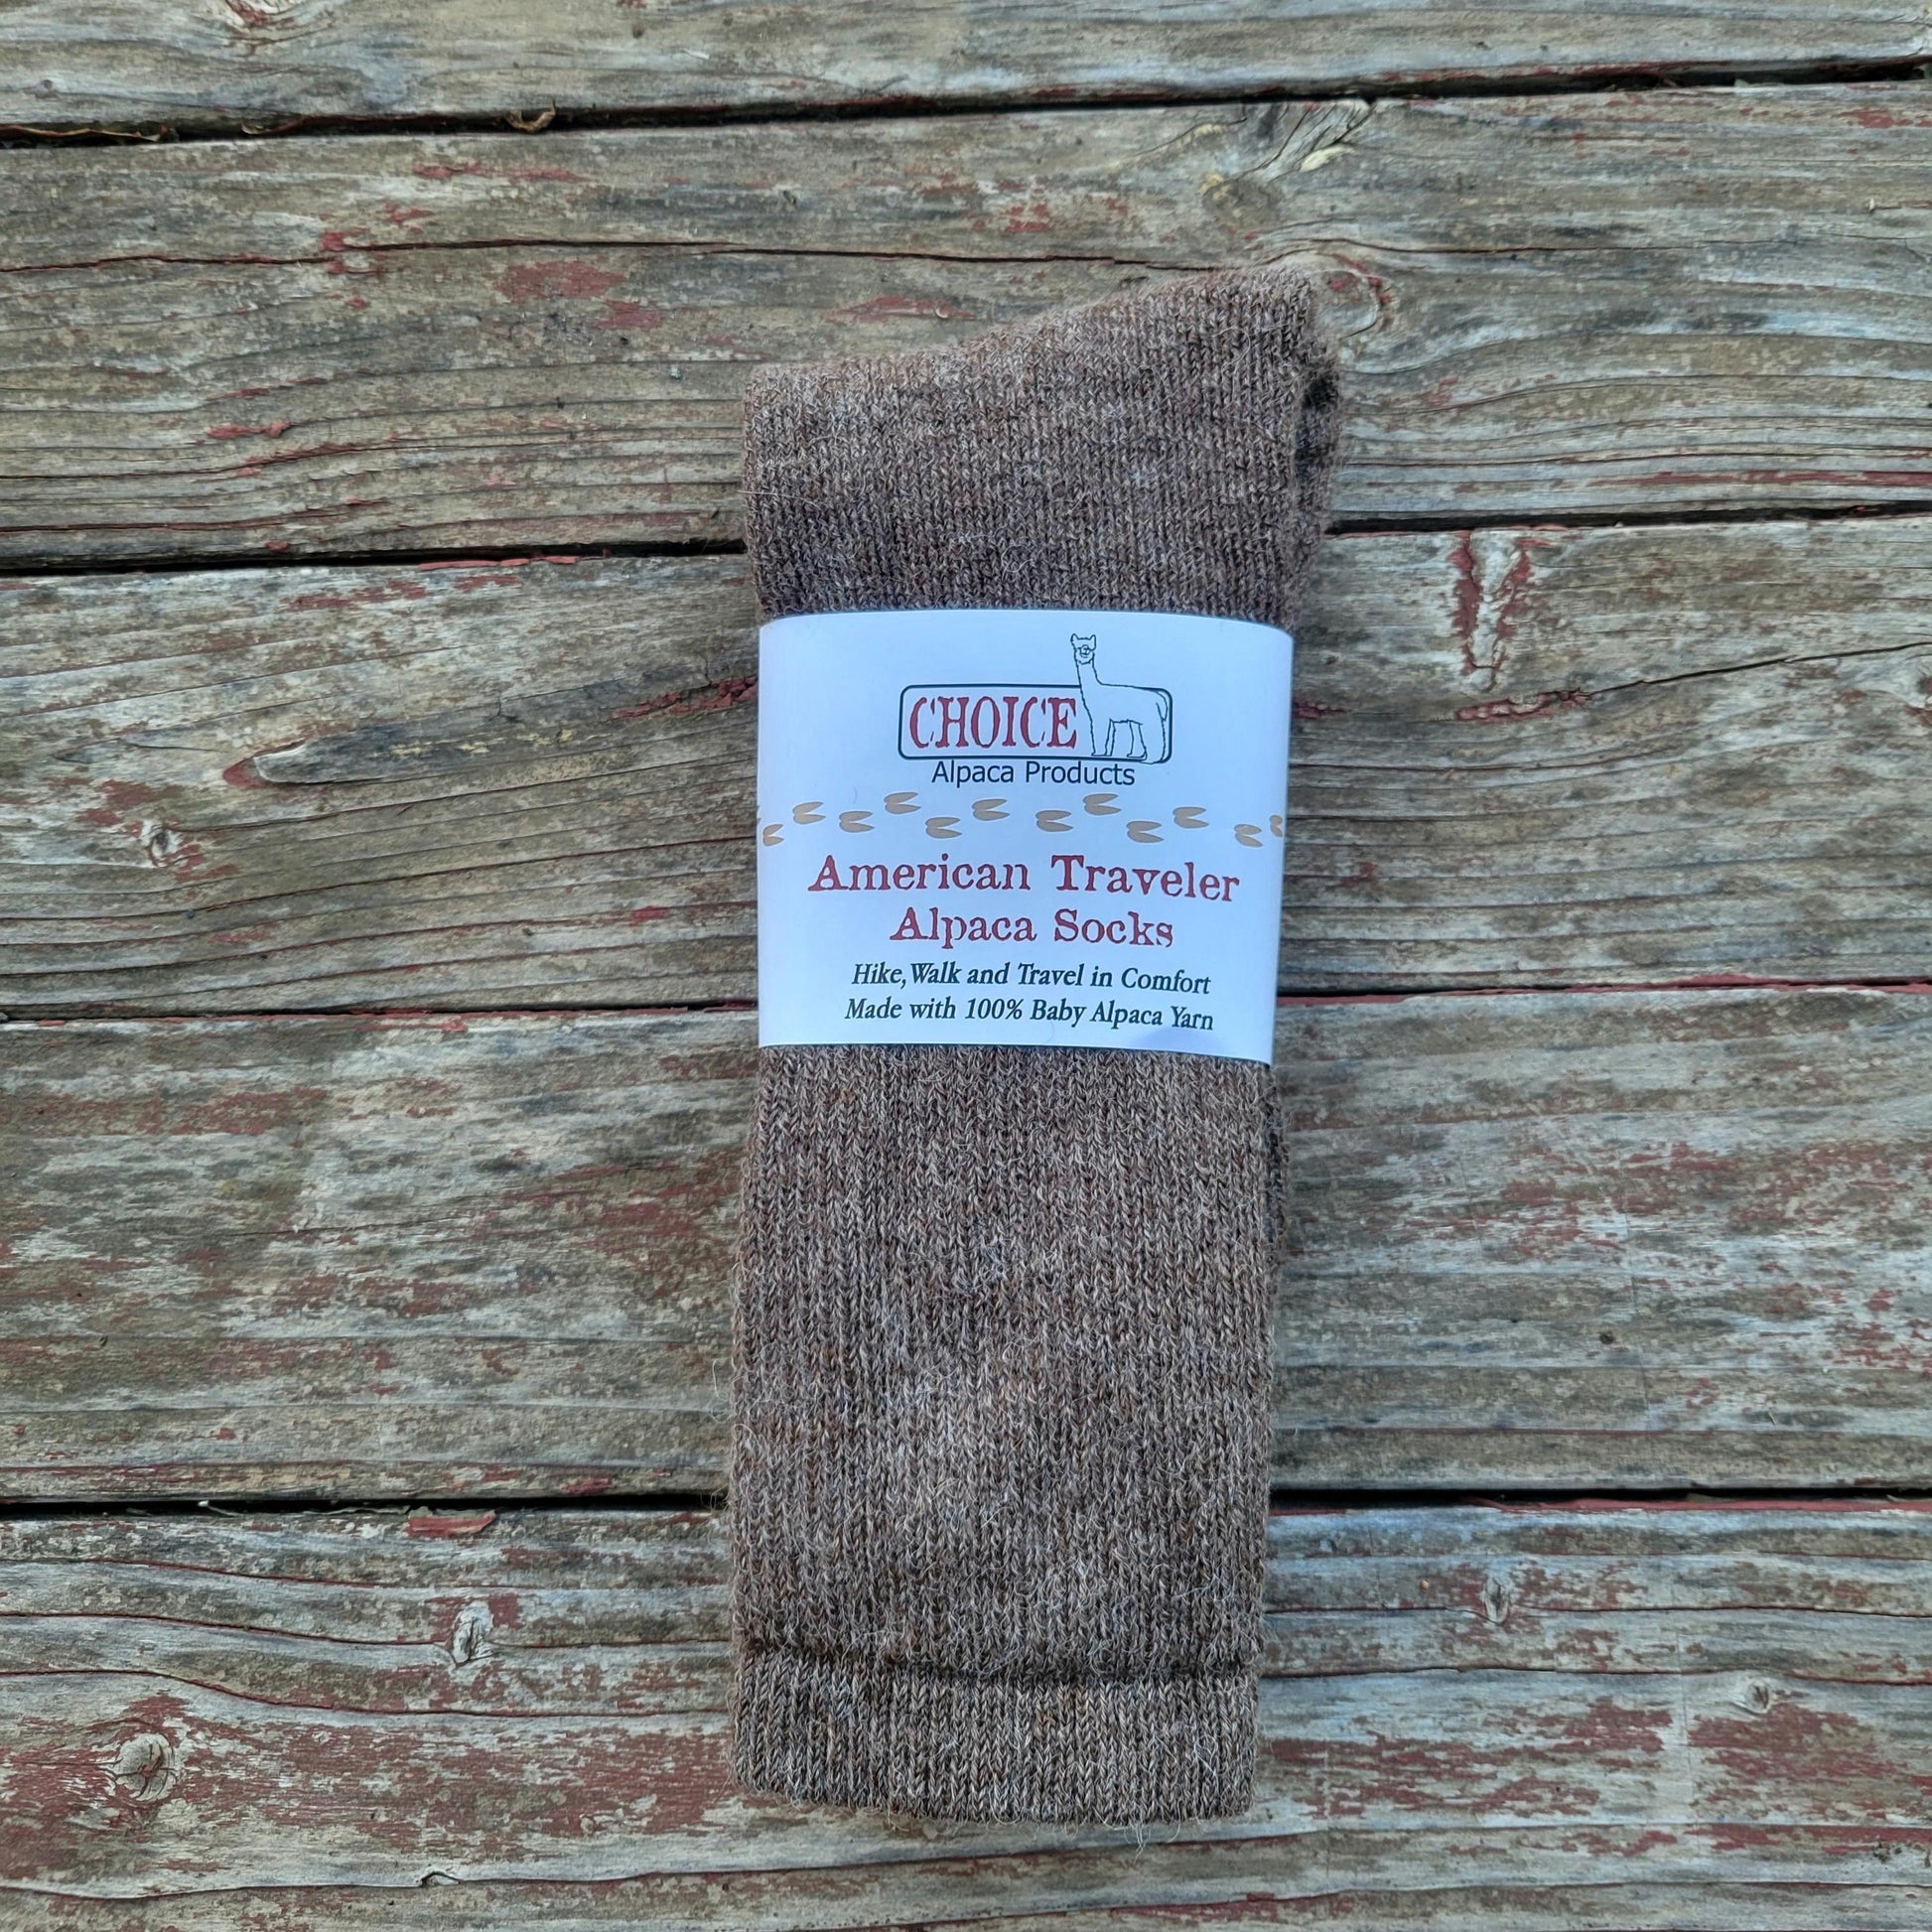 CHOICE
Alpaca Products
American Traveler
Alpaca Socks
Hike, Walk and Travel in Comfort
Made with 100% Baby Alpaca Yarn